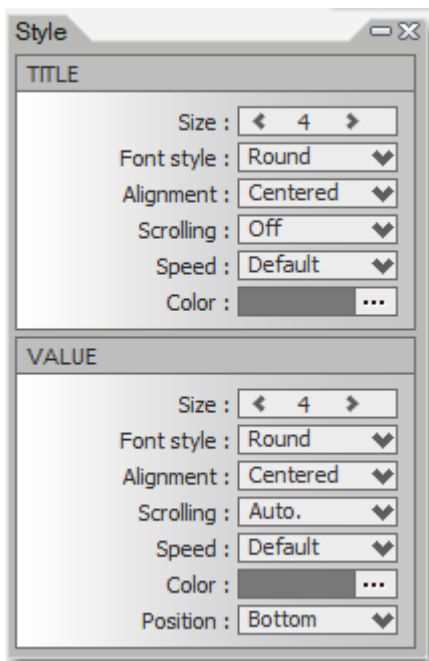 Style
TITLE
Size : 4
Font style : Round
Alignment : Centered
Scrolling : Off
Speed : Default
Color : ...
VALUE
Size : 4
Font style : Round
Alignment : Centered
Scrolling : Auto.
Speed : Default
Color : ...
Position : Bottom